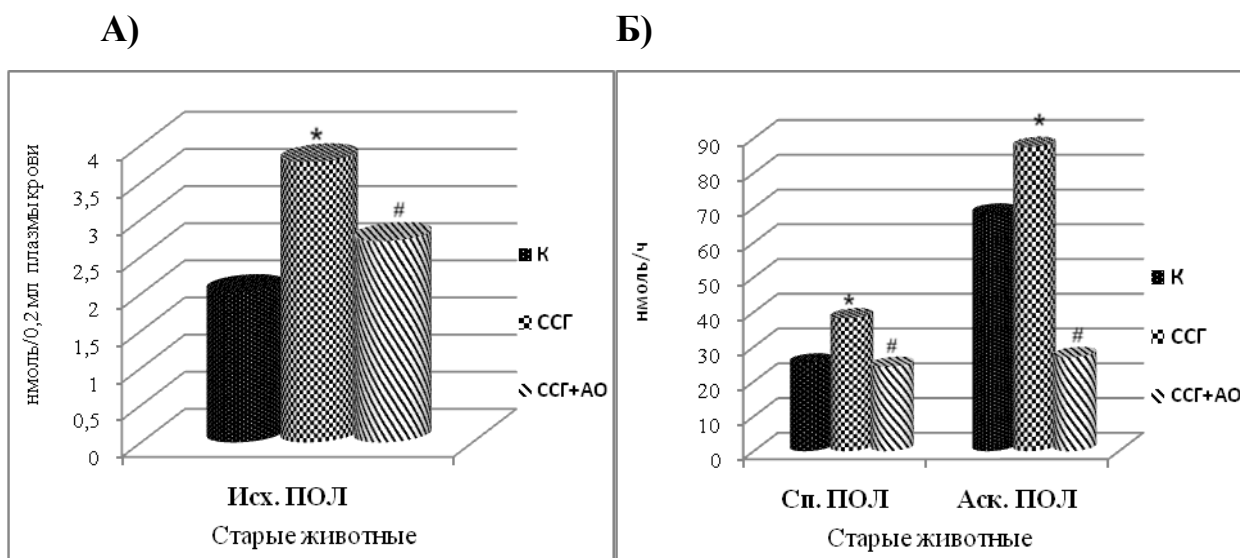 А)
нмоль/0,2 мл плазмы крови
4
3,5
3
2,5
2
1,5
1
0,5
0
*
#
К
ССГ
ССГ+АО
Исх. ПОЛ
Старые животные
Б)
нмоль/ч
90
80
70
60
50
40
30
20
10
0
*
#
*
#
К
ССГ
ССГ+АО
Сп. ПОЛ
Аск. ПОЛ
Старые животные